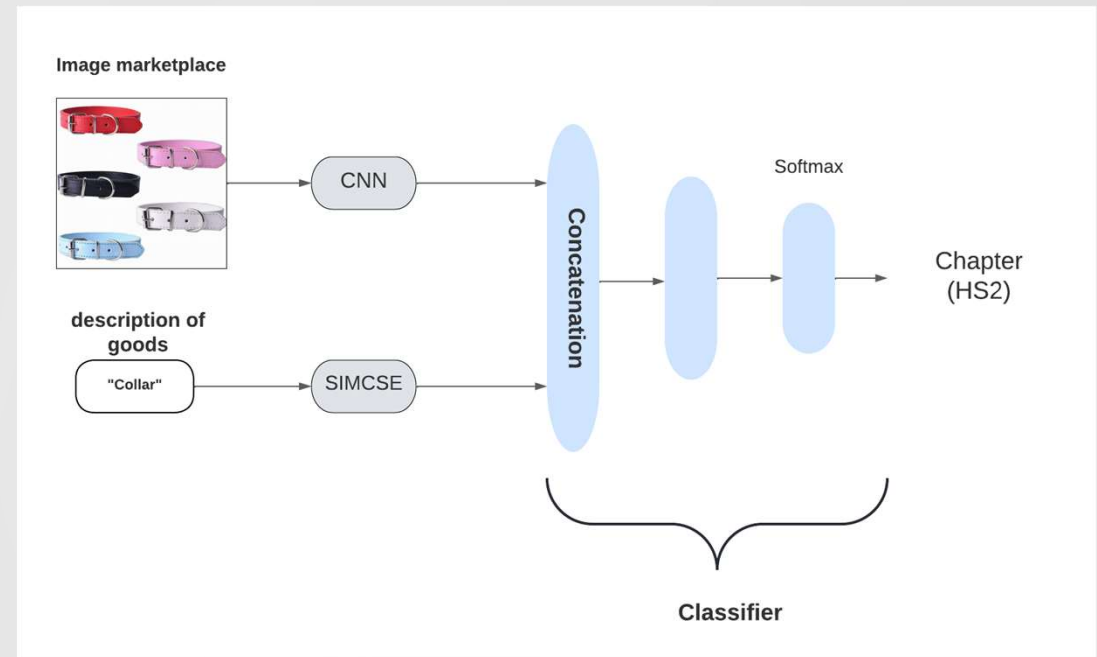 Image marketplace
CNN
description of
goods
"Collar"
SIMCSE
Concatenation
Softmax
Chapter
(HS2)
Classifier